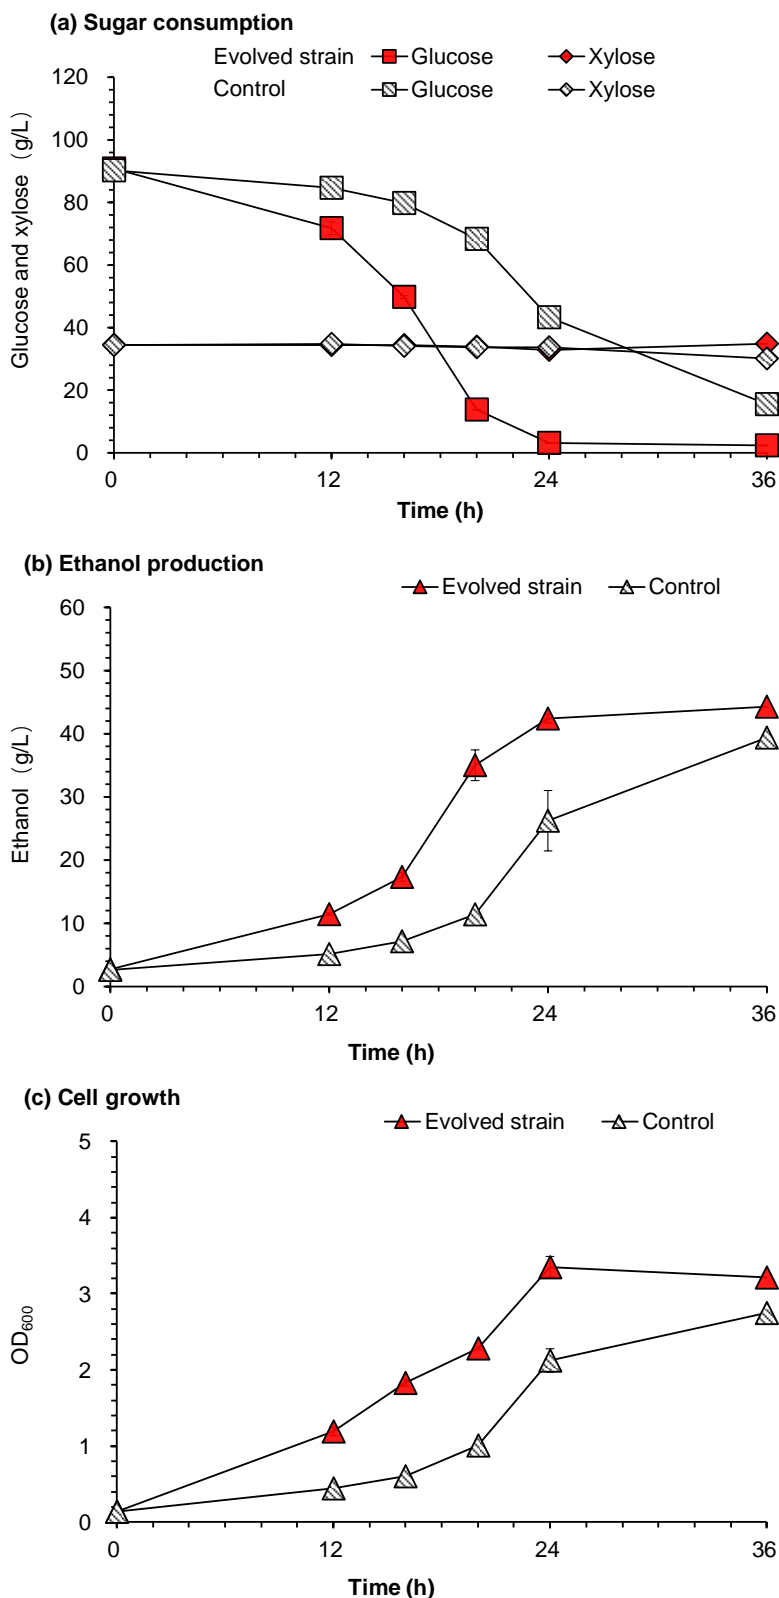 (a) Sugar consumption
Evolved strain Glucose Xylose
Control Glucose Xylose
120
100
80
60
40
20
0
Glucose and xylose (g/L)
0 12 24 36
Time (h)
(b) Ethanol production
Evolved strain Control
60
50
40
30
20
10
0
Ethanol (g/L)
0 12 24 36
Time (h)
(c) Cell growth
Evolved strain Control
5
4
3
2
1
0
OD600
0 12 24 36
Time (h)